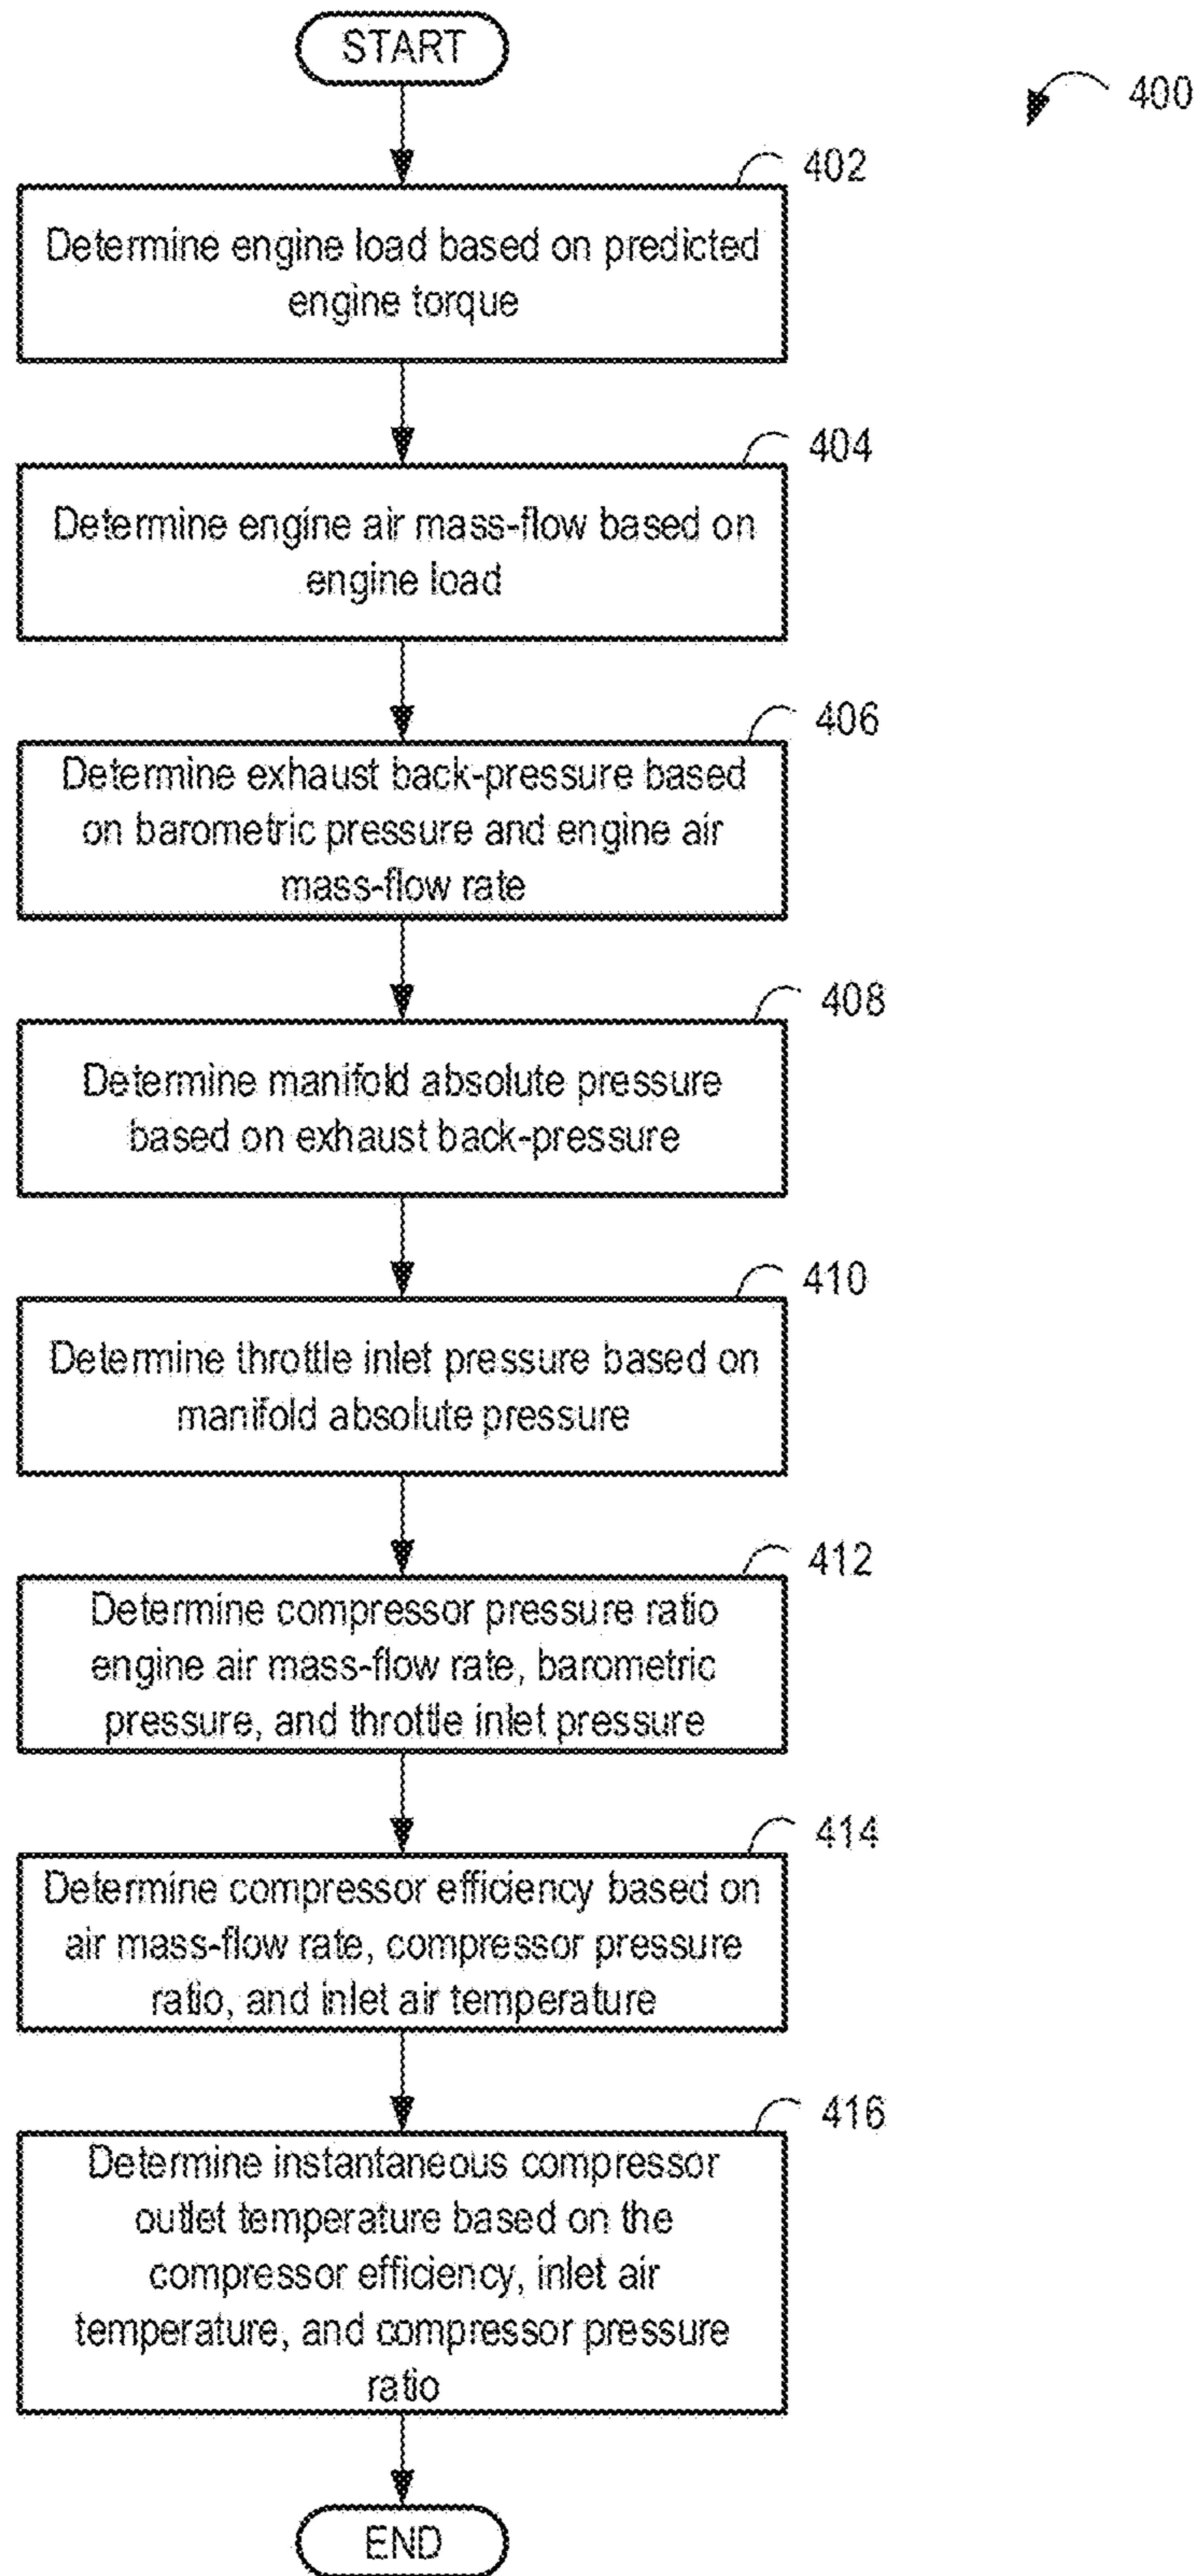 START
400
402
Determine engine load based on predicted
engine torque
404
Determine engine air mass-flow based on
engine load
406
Determine exhaust back-pressure based
on barometric pressure and engine air
mass-flow rate
408
Determine manifold absolute pressure
based on exhaust back-pressure
410
Determine throttle inlet pressure based on
manifold absolute pressure
412
Determine compressor pressure ratio
engine air mass-flow rate, barometric
pressure, and throttle inlet pressure
414
Determine compressor efficiency based on
air mass-flow rate, compressor pressure
ratio, and inlet air temperature
416
Determine instantaneous compressor
outlet temperature based on the
compressor efficiency, inlet air
temperature, and compressor pressure
ratio
END